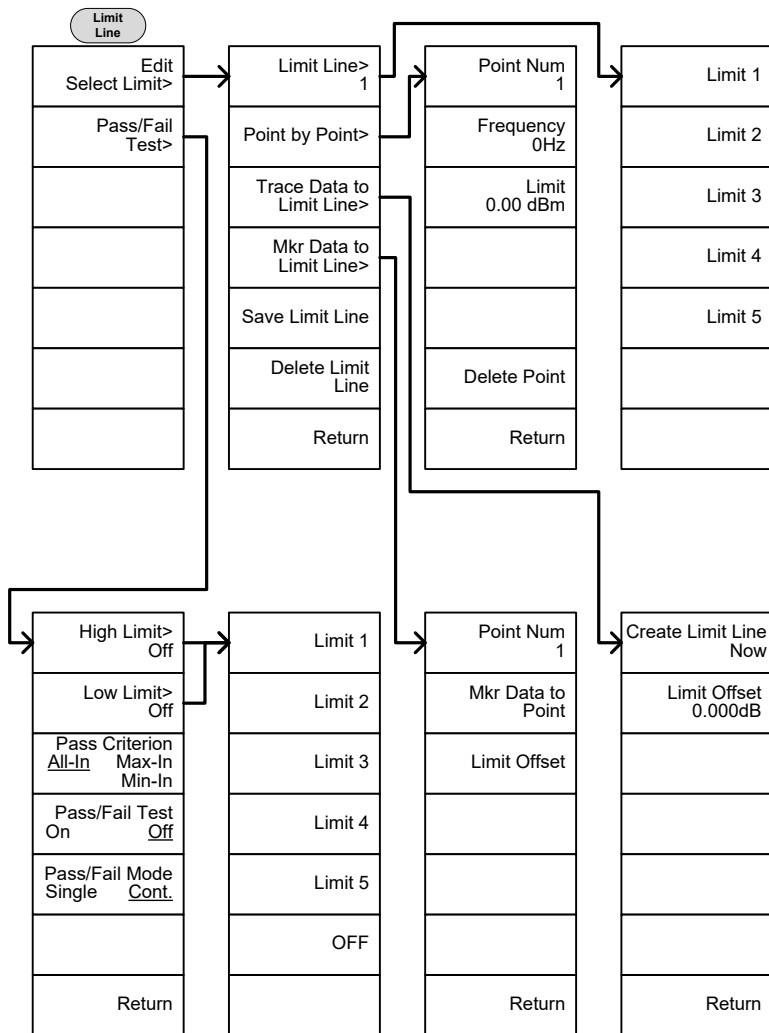 Limit
Line
Edit
Select Limit>
Pass/Fail
Test>
Limit Line>
1
Point by Point>
Trace Data to
Limit Line>
Mkr Data to
Limit Line>
Save Limit Line
Delete Limit
Line
Return
Point Num
1
Frequency
0Hz
Limit
0.00 dBm
Delete Point
Return
Limit 1
Limit 2
Limit 3
Limit 4
Limit 5
High Limit>
Off
Low Limit>
Off
Pass Criterion
All-In Max-In
Min-In
Pass/Fail Test
On Off
Pass/Fail Mode
Single Cont.
Return
Limit 1
Limit 2
Limit 3
Limit 4
Limit 5
OFF
Point Num
1
Mkr Data to
Point
Limit Offset
Return
Create Limit Line
Now
Limit Offset
0.000dB
Return